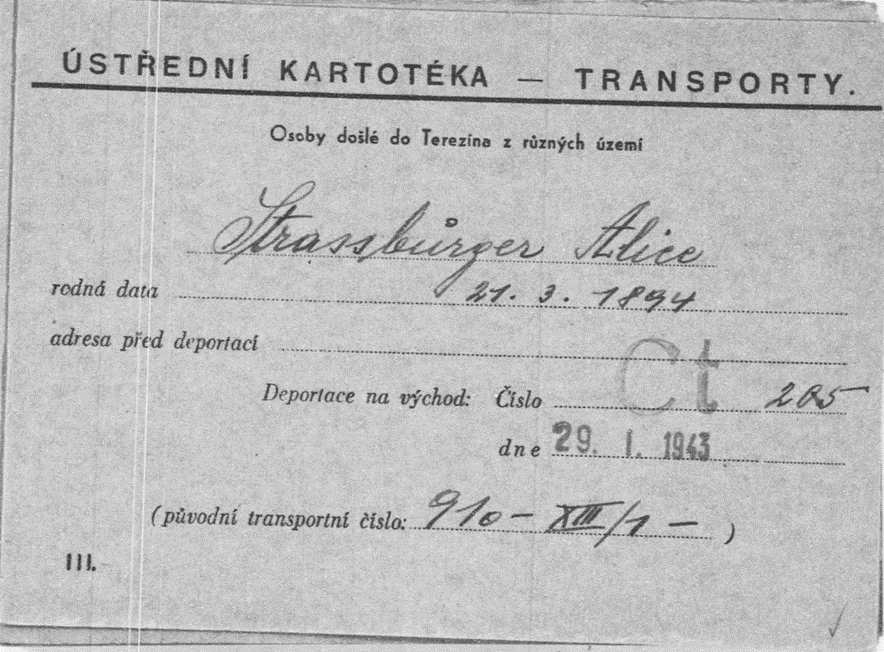 ÚSTŘEDNÍ KARTOTÉKA — TRANSPORTY.
Osoby došlé do Terezína z různých území
Strassbürger Alice
rodná data 21. 3. 1894
adresa před deportací
Deportace na východ: Číslo Ct 205
dne 29. 1. 1943
(původní transportní číslo: 910 - XIII/1 - )
III.